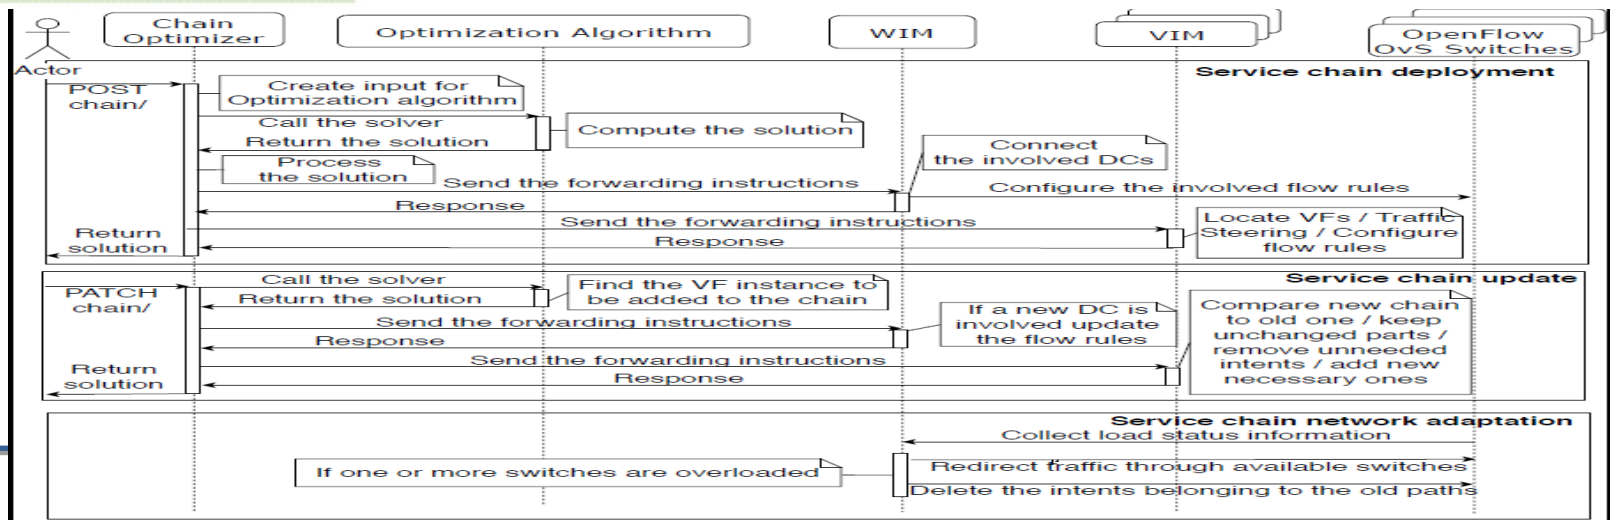 Chain
Optimizer
Optimization Algorithm
WIM
VIM
OpenFlow
OvS Switches
Actor
Service chain deployment
POST
chain/
Create input for
Optimization algorithm
Call the solver
Compute the solution
Return the solution
Connect
the involved DCs
Process
the solution
Send the forwarding instructions
Configure the involved flow rules
Response
Send the forwarding instructions
Locate VFs / Traffic
Steering / Configure
flow rules
Return
solution
Response
Service chain update
Call the solver
PATCH
chain/
Find the VF instance to
be added to the chain
Return the solution
Send the forwarding instructions
If a new DC is
involved update
the flow rules
Compare new chain
to old one / keep
unchanged parts /
remove unneeded
intents / add new
necessary ones
Response
Send the forwarding instructions
Return
solution
Response
Service chain network adaptation
Collect load status information
If one or more switches are overloaded
Redirect traffic through available switches
Delete the intents belonging to the old paths